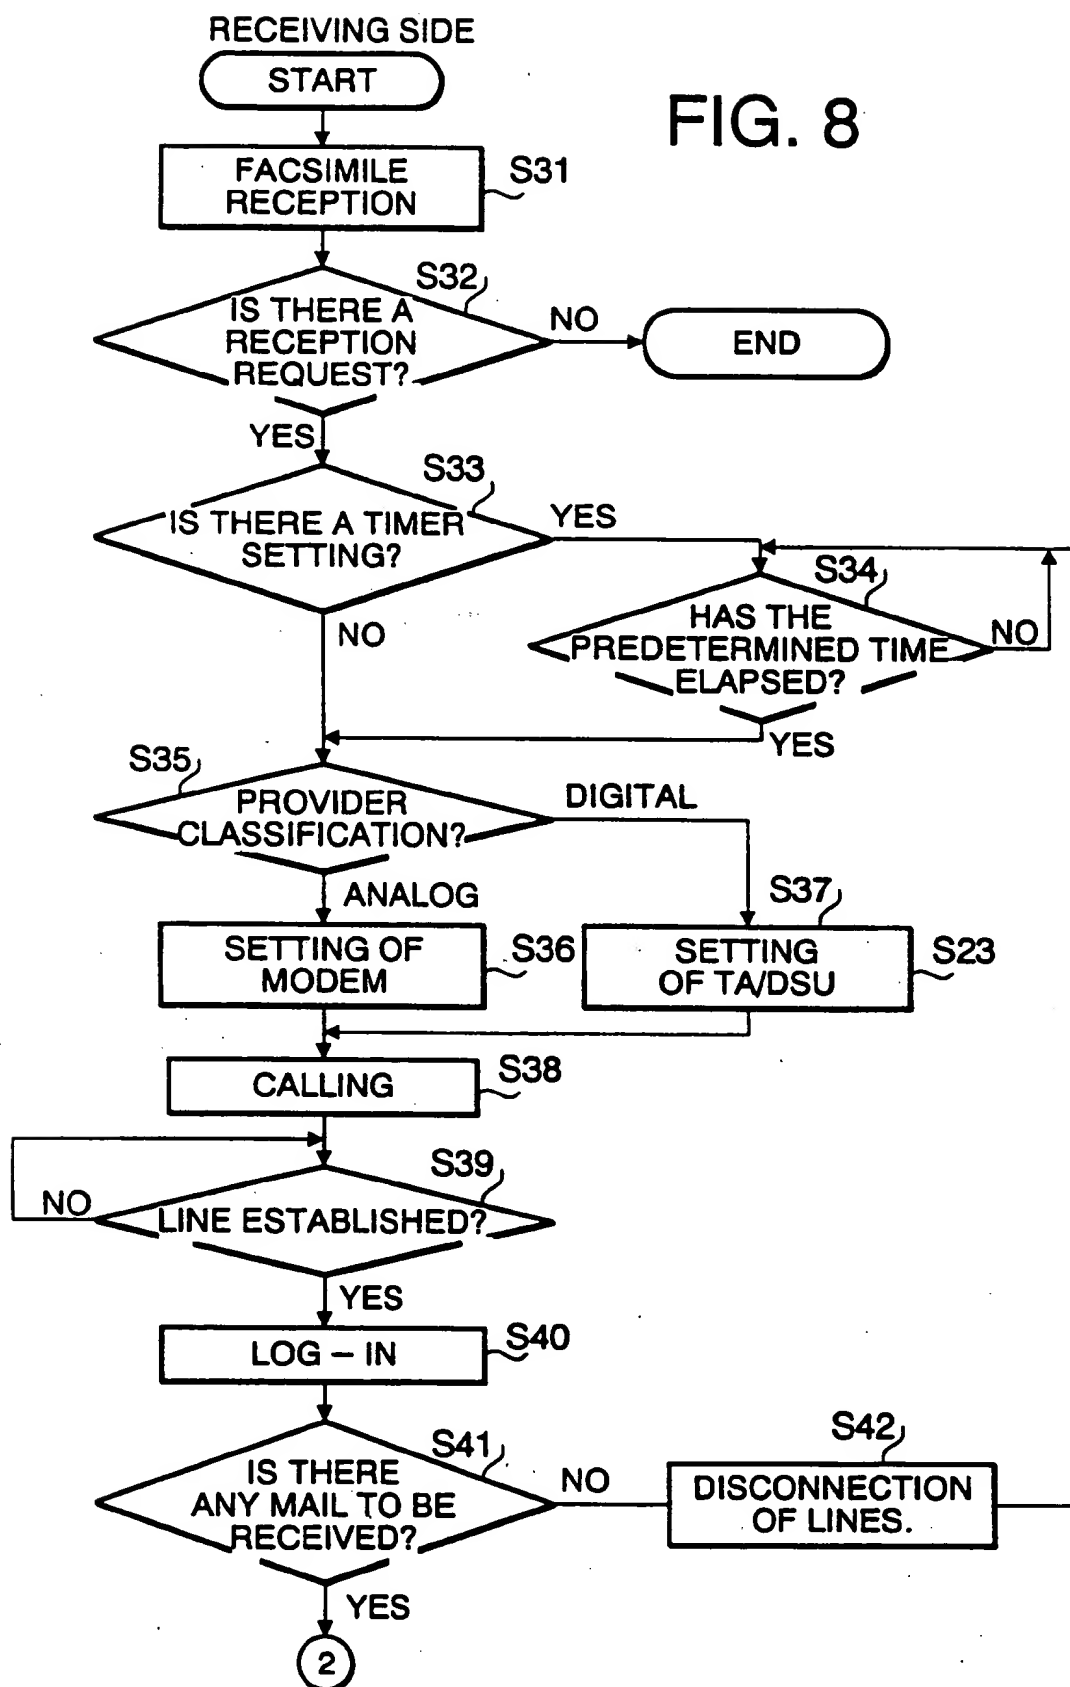 RECEIVING SIDE
START
FIG. 8
FACSIMILE
RECEPTION
S31
S32
IS THERE A
RECEPTION
REQUEST?
NO
END
YES
S33
IS THERE A TIMER
SETTING?
YES
NO
S34
HAS THE
PREDETERMINED TIME
ELAPSED?
NO
YES
S35
PROVIDER
CLASSIFICATION?
DIGITAL
ANALOG
SETTING OF
MODEM
S36
S37
SETTING
OF TA/DSU
S23
CALLING
S38
S39
LINE ESTABLISHED?
NO
YES
LOG – IN
S40
S41
IS THERE
ANY MAIL TO BE
RECEIVED?
NO
S42
DISCONNECTION
OF LINES.
YES
2